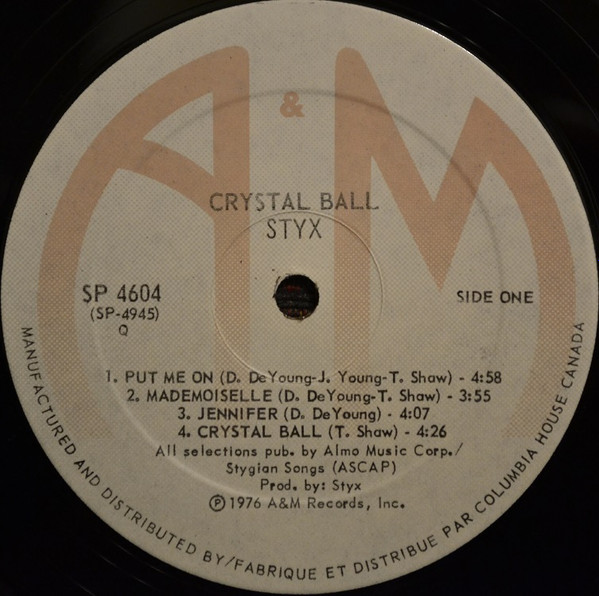 A & M
CRYSTAL BALL
STYX
SP 4604
(SP-4945)
Q
SIDE ONE
1. PUT ME ON (D. DeYoung-J. Young-T. Shaw) - 4:58
2. MADEMOISELLE (D. DeYoung-T. Shaw) - 3:55
3. JENNIFER (D. DeYoung) - 4:07
4. CRYSTAL BALL (T. Shaw) - 4:26
All selections pub. by Almo Music Corp./
Stygian Songs (ASCAP)
Prod. by: Styx
℗ 1976 A&M Records, Inc.
MANUFACTURED AND DISTRIBUTED BY/FABRIQUE ET DISTRIBUE PAR COLUMBIA HOUSE CANADA